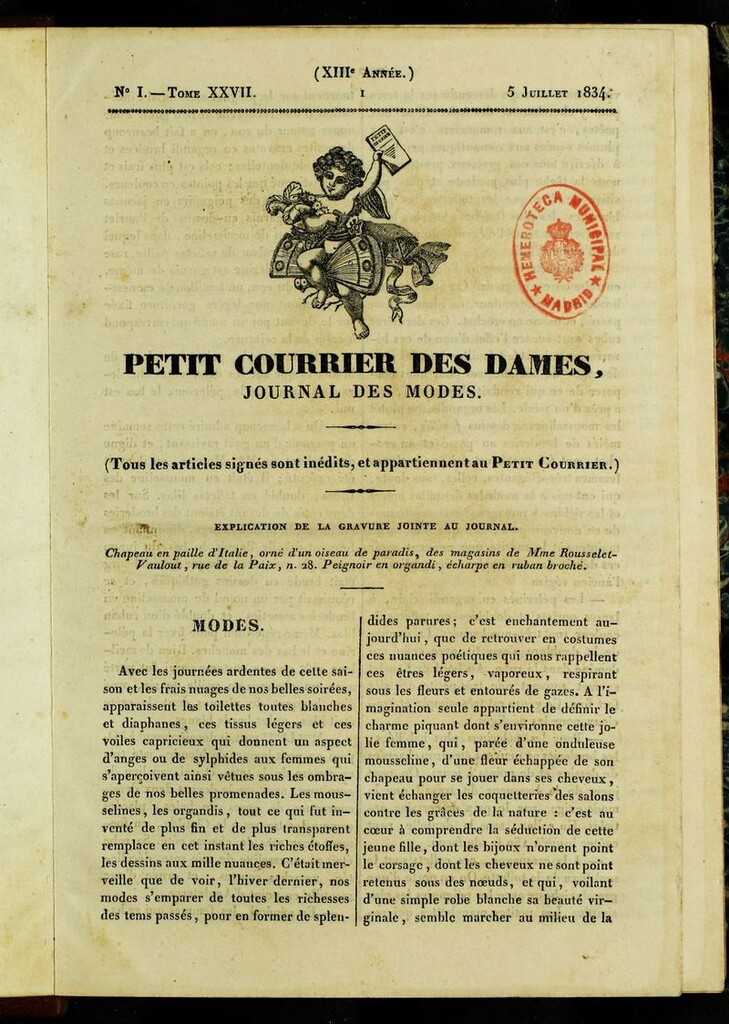 (XIIIe Année.)
No I.—Tome XXVII.
1
5 Juillet 1834.
PETIT
HEMEROTECA MUNICIPAL
★ MADRID ★
PETIT COURRIER DES DAMES,
JOURNAL DES MODES.
(Tous les articles signés sont inédits, et appartiennent au Petit Courrier.)
EXPLICATION DE LA GRAVURE JOINTE AU JOURNAL.
Chapeau en paille d'Italie, orné d'un oiseau de paradis, des magasins de Mme Rousselet-
Vaulout, rue de la Paix, n. 28. Peignoir en organdi, écharpe en ruban broché.
MODES.
Avec les journées ardentes de cette sai-
son et les frais nuages de nos belles soirées,
apparaissent les toilettes toutes blanches
et diaphanes, ces tissus légers et ces
voiles capricieux qui donnent un aspect
d'anges ou de sylphides aux femmes qui
s'aperçoivent ainsi vêtues sous les ombra-
ges de nos belles promenades. Les mous-
selines, les organdis, tout ce qui fut in-
venté de plus fin et de plus transparent
remplace en cet instant les riches étoffes,
les dessins aux mille nuances. C'était mer-
veille que de voir, l'hiver dernier, nos
modes s'emparer de toutes les richesses
des tems passés, pour en former de splen-
dides parures; c'est enchantement au-
jourd'hui, que de retrouver en costumes
ces nuances poétiques qui nous rappellent
ces êtres légers, vaporeux, respirant
sous les fleurs et entourés de gazes. A l'i-
magination seule appartient de définir le
charme piquant dont s'environne cette jo-
lie femme, qui, parée d'une onduleuse
mousseline, d'une fleur échappée de son
chapeau pour se jouer dans ses cheveux,
vient échanger les coquetteries des salons
contre les grâces de la nature : c'est au
cœur à comprendre la séduction de cette
jeune fille, dont les bijoux n'ornent point
le corsage, dont les cheveux ne sont point
retenus sous des nœuds, et qui, voilant
d'une simple robe blanche sa beauté vir-
ginale, semble marcher au milieu de la